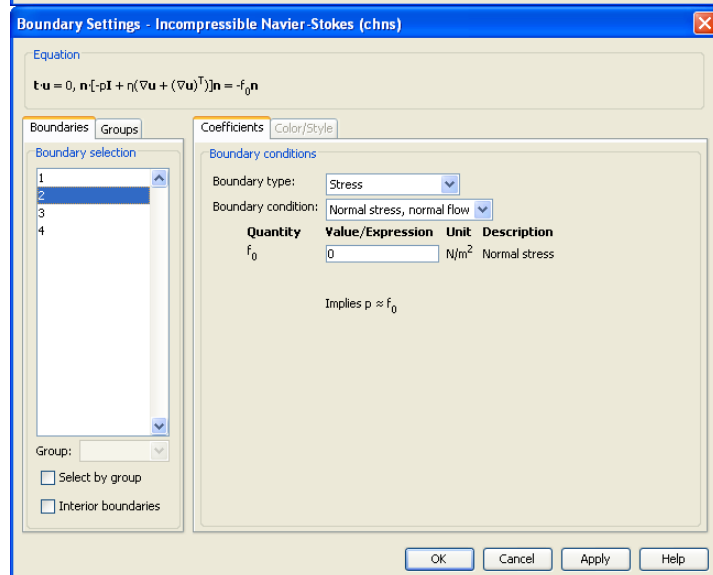 Boundary Settings - Incompressible Navier-Stokes (chns)
Equation
t·u = 0, n·[-pI + η(∇u + (∇u)ᵀ)]n = -f₀n
Boundaries Groups
Coefficients Color/Style
Boundary selection
1
2
3
4
Group:
Select by group
Interior boundaries
Boundary conditions
Boundary type: Stress
Boundary condition: Normal stress, normal flow
Quantity Value/Expression Unit Description
f₀ 0 N/m² Normal stress
Implies p ≈ f₀
OK Cancel Apply Help